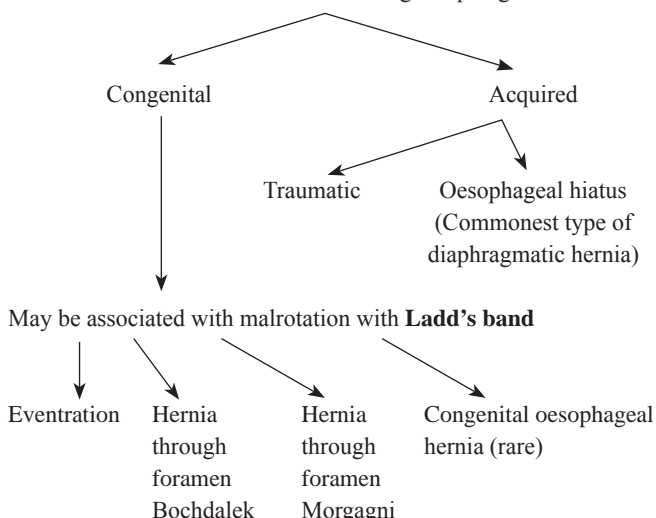 Congenital Acquired
Traumatic Oesophageal hiatus
(Commonest type of
diaphragmatic hernia)
May be associated with malrotation with Ladd's band
Eventration Hernia Hernia Congenital oesophageal
through through hernia (rare)
foramen foramen
Bochdalek Morgagni